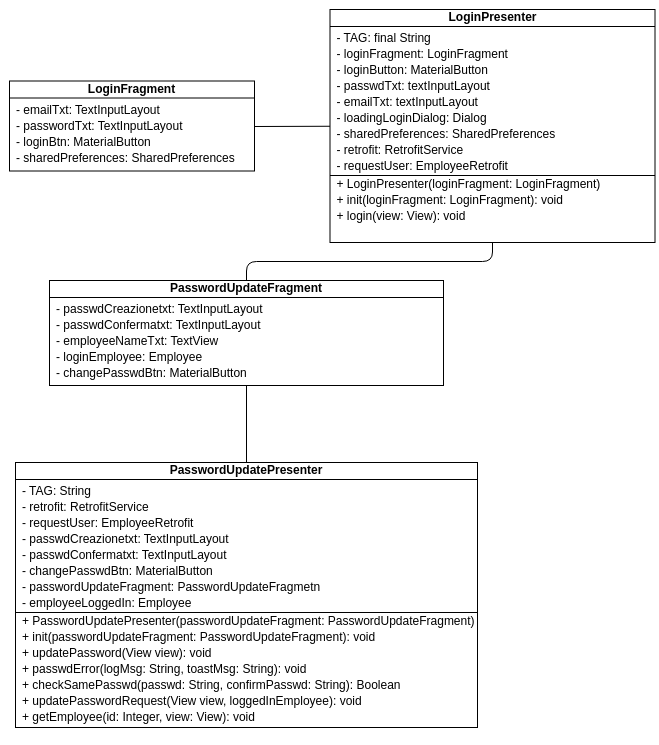 LoginPresenter
- TAG: final String
- loginFragment: LoginFragment
- loginButton: MaterialButton
- passwdTxt: textInputLayout
- emailTxt: textInputLayout
- loadingLoginDialog: Dialog
- sharedPreferences: SharedPreferences
- retrofit: RetrofitService
- requestUser: EmployeeRetrofit
+ LoginPresenter(loginFragment: LoginFragment)
+ init(loginFragment: LoginFragment): void
+ login(view: View): void
LoginFragment
- emailTxt: TextInputLayout
- passwordTxt: TextInputLayout
- loginBtn: MaterialButton
- sharedPreferences: SharedPreferences
PasswordUpdateFragment
- passwdCreazionetxt: TextInputLayout
- passwdConfermatxt: TextInputLayout
- employeeNameTxt: TextView
- loginEmployee: Employee
- changePasswdBtn: MaterialButton
PasswordUpdatePresenter
- TAG: String
- retrofit: RetrofitService
- requestUser: EmployeeRetrofit
- passwdCreazionetxt: TextInputLayout
- passwdConfermatxt: TextInputLayout
- changePasswdBtn: MaterialButton
- passwordUpdateFragment: PasswordUpdateFragmetn
- employeeLoggedIn: Employee
+ PasswordUpdatePresenter(passwordUpdateFragment: PasswordUpdateFragment)
+ init(passwordUpdateFragment: PasswordUpdateFragment): void
+ updatePassword(View view): void
+ passwdError(logMsg: String, toastMsg: String): void
+ checkSamePasswd(passwd: String, confirmPasswd: String): Boolean
+ updatePasswordRequest(View view, loggedInEmployee): void
+ getEmployee(id: Integer, view: View): void